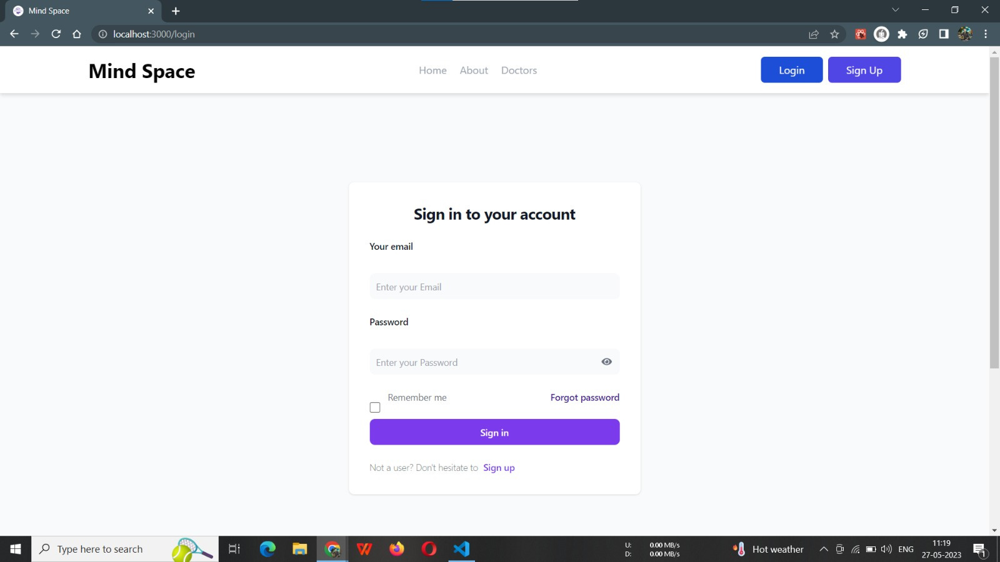 Mind Space
localhost:3000/login
Mind Space
Home About Doctors
Login Sign Up
Sign in to your account
Your email
Enter your Email
Password
Enter your Password
Remember me Forgot password
Sign in
Not a user? Don't hesitate to Sign up
Type here to search
U: 0.00 MB/s
D: 0.00 MB/s
Hot weather
ENG
11:19
27-05-2023
1